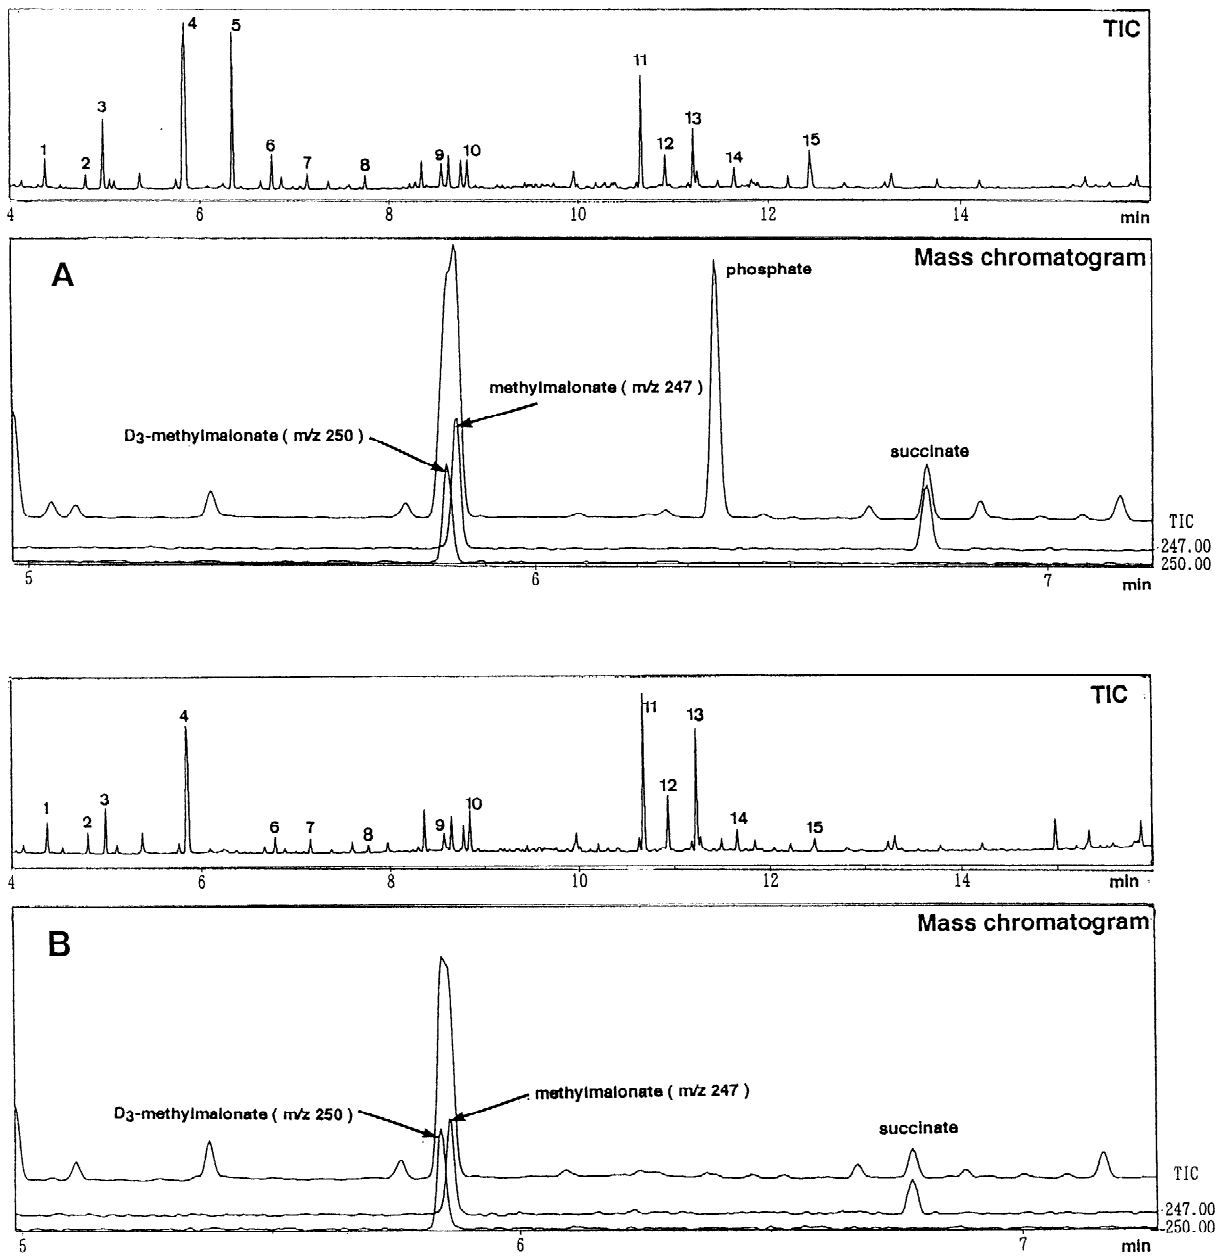 TIC
1 2 3 4 5 6 7 8 9 10 11 12 13 14 15
4 6 8 10 12 14 min
A
Mass chromatogram
phosphate
methylmalonate ( m/z 247 )
D3-methylmalonate ( m/z 250 )
succinate
TIC
247.00
250.00
5 6 7 min
TIC
1 2 3 4 6 7 8 9 10 11 12 13 14 15
4 6 8 10 12 14 min
B
Mass chromatogram
methylmalonate ( m/z 247 )
D3-methylmalonate ( m/z 250 )
succinate
TIC
247.00
250.00
5 6 7 min